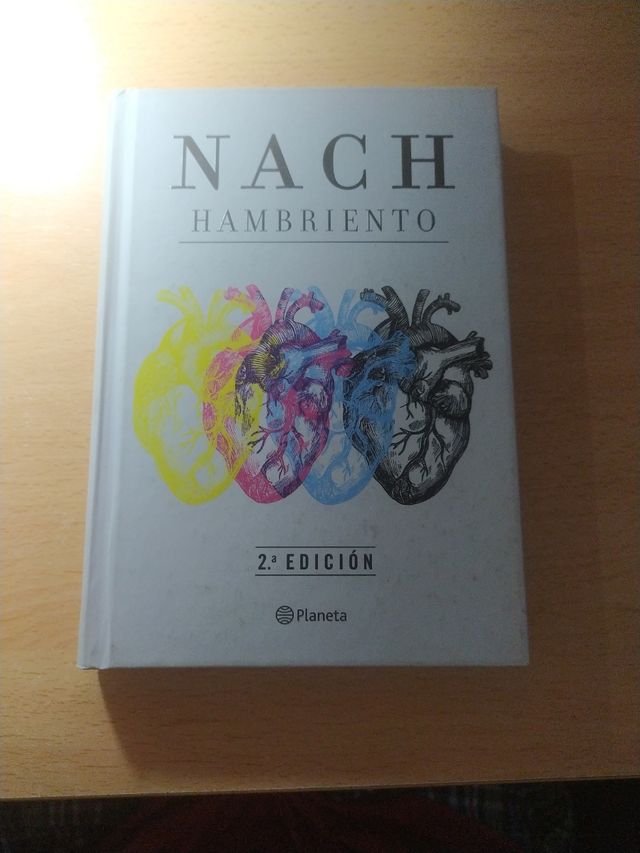 NACH
HAMBRIENTO
2.ª EDICIÓN
Planeta